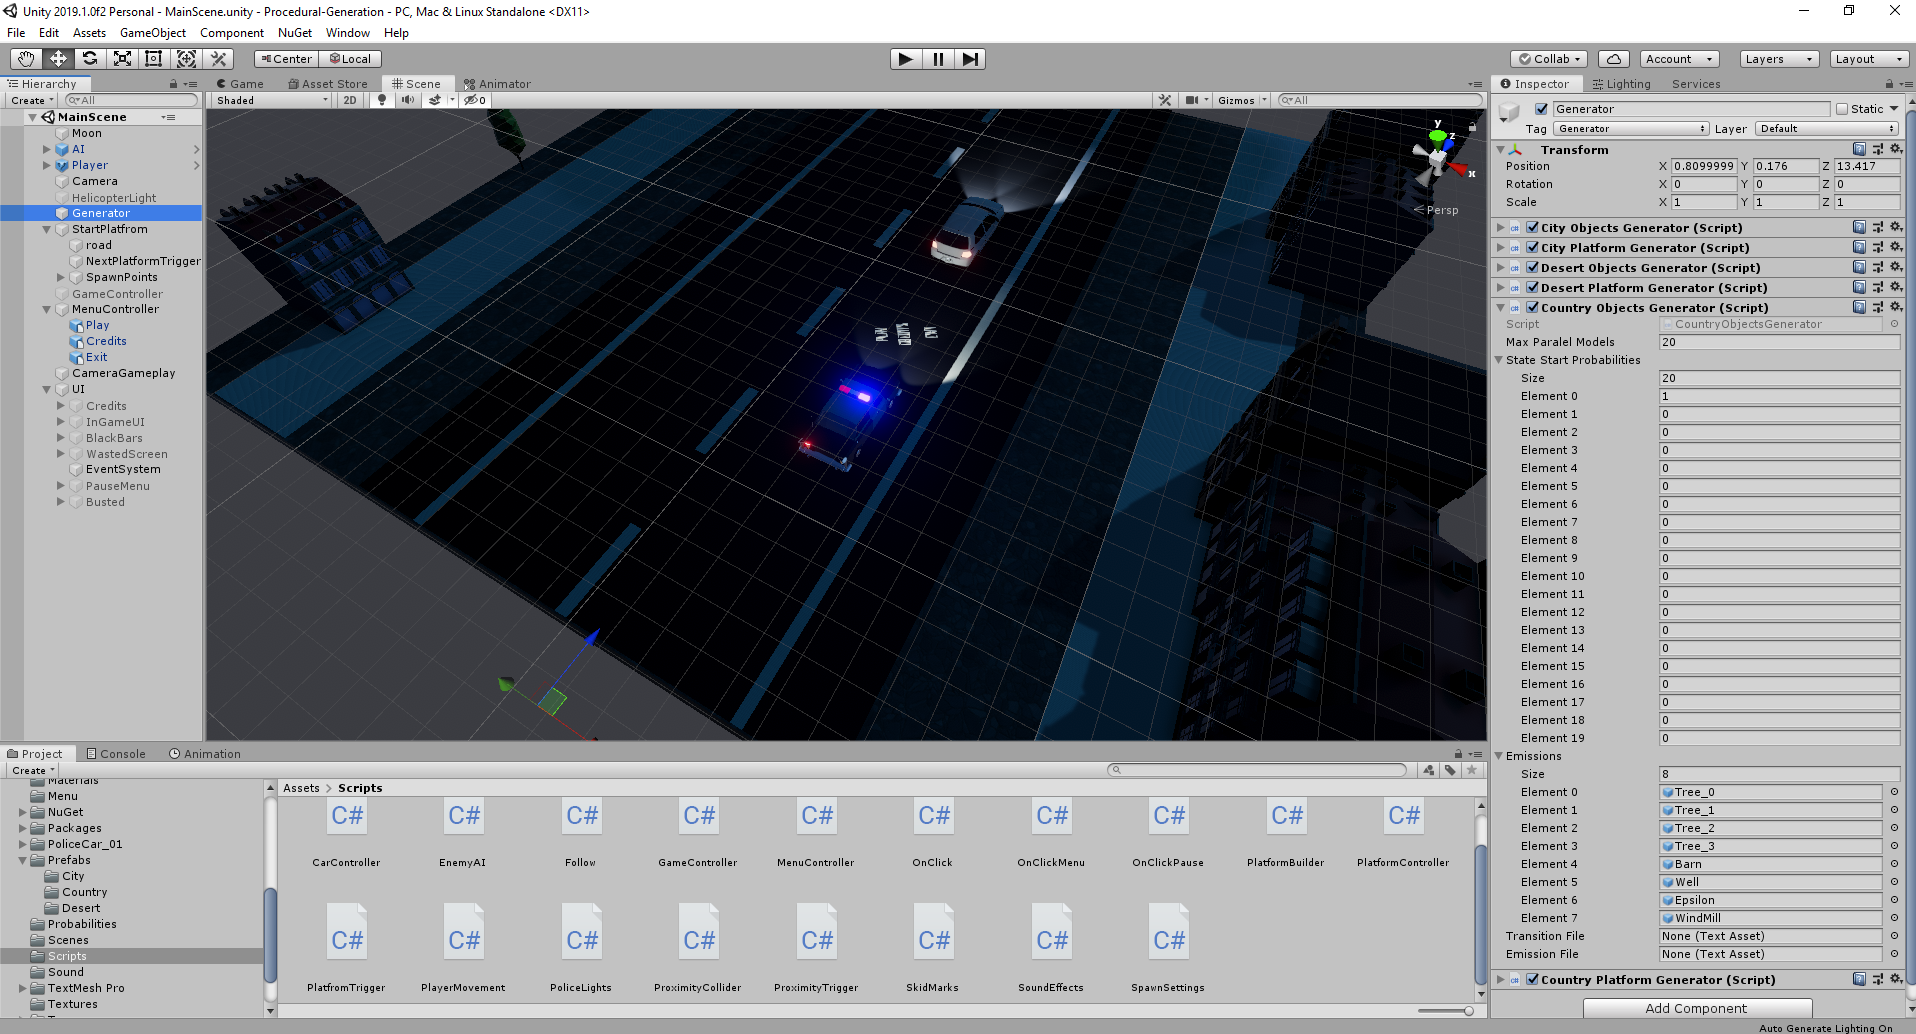 Unity 2019.1.0f2 Personal - MainScene.unity - Procedural-Generation - PC, Mac & Linux Standalone <DX11>
File Edit Assets GameObject Component NuGet Window Help
Center Local
Collab Account Layers Layout
Hierarchy
Create All
MainScene
Moon
AI
Player
Camera
HelicopterLight
Generator
StartPlatfrom
road
NextPlatformTrigger
SpawnPoints
GameController
MenuController
Play
Credits
Exit
CameraGameplay
UI
Credits
InGameUI
BlackBars
WastedScreen
EventSystem
PauseMenu
Busted
Game Asset Store Scene Animator
Shaded 2D 0 Gizmos All
y
z
x
Persp
Inspector Lighting Services
Generator Static
Tag Generator Layer Default
Transform
Position X 0.8099999 Y 0.176 Z 13.417
Rotation X 0 Y 0 Z 0
Scale X 1 Y 1 Z 1
City Objects Generator (Script)
City Platform Generator (Script)
Desert Objects Generator (Script)
Desert Platform Generator (Script)
Country Objects Generator (Script)
Script CountryObjectsGenerator
Max Paralel Models 20
State Start Probabilities
Size 20
Element 0 1
Element 1 0
Element 2 0
Element 3 0
Element 4 0
Element 5 0
Element 6 0
Element 7 0
Element 8 0
Element 9 0
Element 10 0
Element 11 0
Element 12 0
Element 13 0
Element 14 0
Element 15 0
Element 16 0
Element 17 0
Element 18 0
Element 19 0
Emissions
Size 8
Element 0 Tree_0
Element 1 Tree_1
Element 2 Tree_2
Element 3 Tree_3
Element 4 Barn
Element 5 Well
Element 6 Epsilon
Element 7 WindMill
Transition File None (Text Asset)
Emission File None (Text Asset)
Country Platform Generator (Script)
Add Component
Project Console Animation
Create
Materials
Menu
NuGet
Packages
PoliceCar_01
Prefabs
City
Country
Desert
Probabilities
Scenes
Scripts
Sound
TextMesh Pro
Textures
Assets > Scripts
C# C# C# C# C# C# C# C# C# C#
CarController EnemyAI Follow GameController MenuController OnClick OnClickMenu OnClickPause PlatformBuilder PlatformController
C# C# C# C# C# C# C# C#
PlatfromTrigger PlayerMovement PoliceLights ProximityCollider ProximityTrigger SkidMarks SoundEffects SpawnSettings
Auto Generate Lighting On